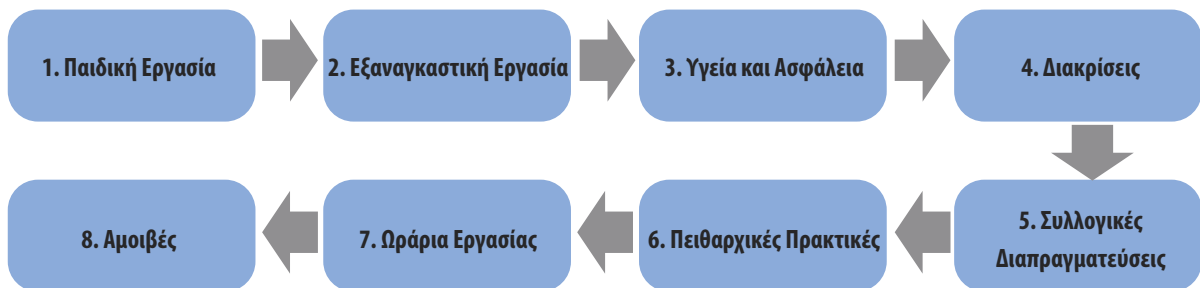 1. Παιδική Εργασία
2. Εξαναγκαστική Εργασία
3. Υγεία και Ασφάλεια
4. Διακρίσεις
5. Συλλογικές
Διαπραγματεύσεις
6. Πειθαρχικές Πρακτικές
7. Ωράρια Εργασίας
8. Αμοιβές